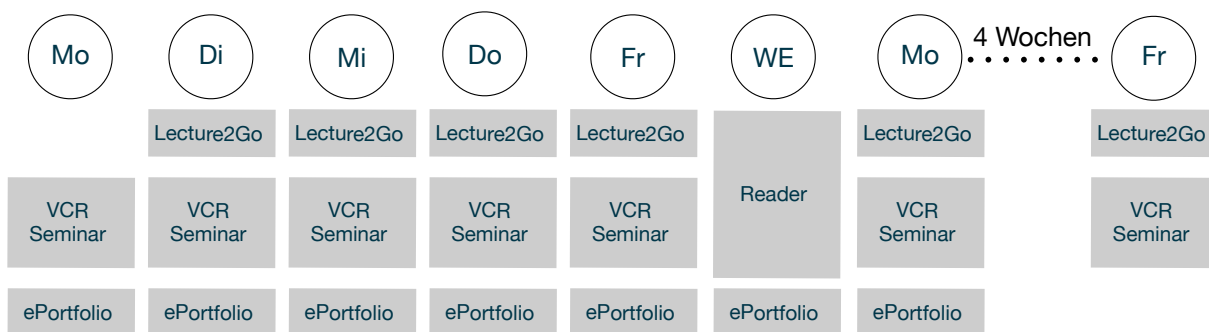 Mo Di Mi Do Fr WE Mo 4 Wochen Fr
Lecture2Go Lecture2Go Lecture2Go Lecture2Go Lecture2Go Lecture2Go
Reader
VCR VCR VCR VCR VCR VCR VCR
Seminar Seminar Seminar Seminar Seminar Seminar Seminar
ePortfolio ePortfolio ePortfolio ePortfolio ePortfolio ePortfolio ePortfolio